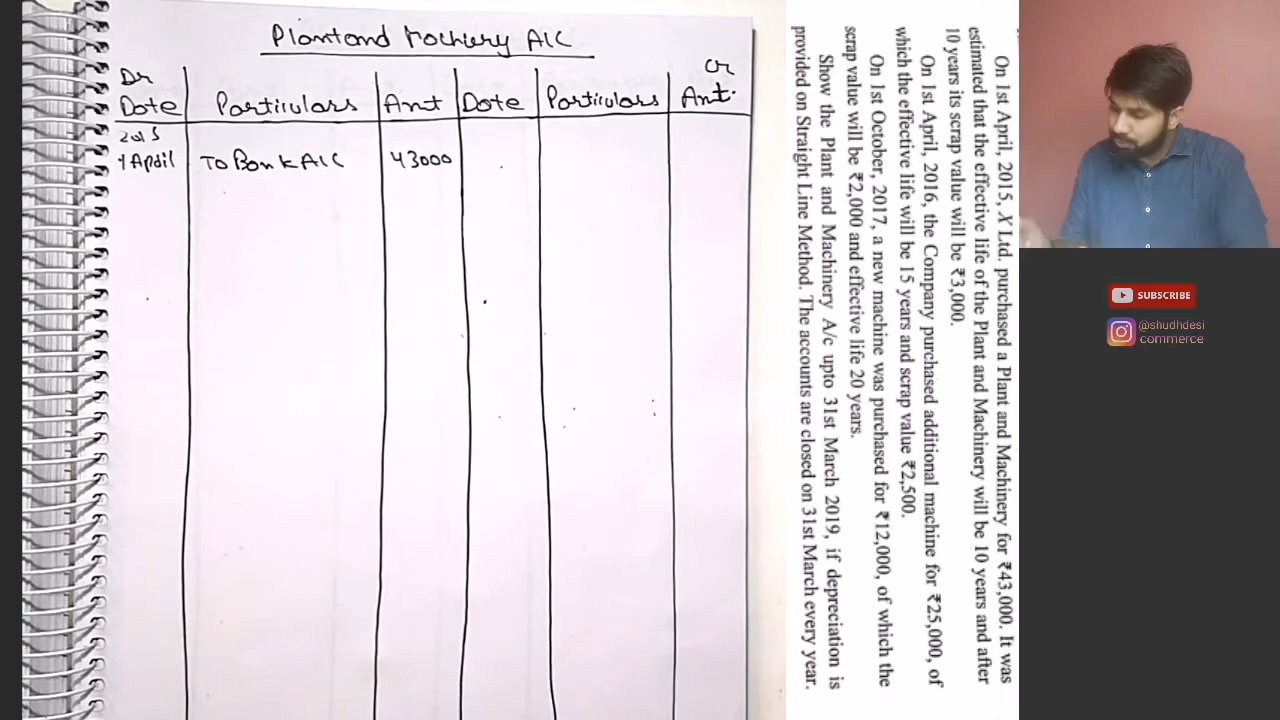 Plant and Machinery A/C
Dr
Cr
Date Particulars Amt Date Particulars Amt.
2015
1 April To Bank A/C 43000
On 1st April, 2015, X Ltd. purchased a Plant and Machinery for ₹43,000. It was
estimated that the effective life of the Plant and Machinery will be 10 years and after
10 years its scrap value will be ₹3,000.
On 1st April, 2016, the Company purchased additional machine for ₹25,000, of
which the effective life will be 15 years and scrap value ₹2,500.
On 1st October, 2017, a new machine was purchased for ₹12,000, of which the
scrap value will be ₹2,000 and effective life 20 years.
Show the Plant and Machinery A/c upto 31st March 2019, if depreciation is
provided on Straight Line Method. The accounts are closed on 31st March every year.
SUBSCRIBE
@shudhdesi
commerce